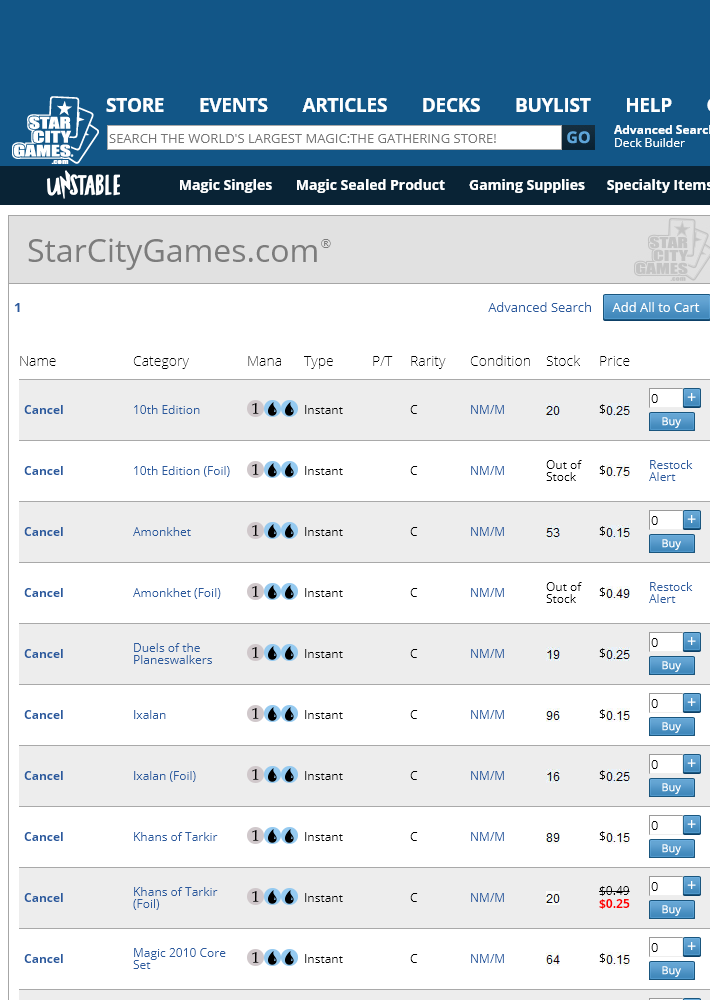 STORE EVENTS ARTICLES DECKS BUYLIST HELP
STAR
CITY
GAMES
.com
SEARCH THE WORLD'S LARGEST MAGIC:THE GATHERING STORE! GO
Advanced Search
Deck Builder
UNSTABLE Magic Singles Magic Sealed Product Gaming Supplies Specialty Items
StarCityGames.com®
STAR
CITY
GAMES
.com
1 Advanced Search Add All to Cart
Name Category Mana Type P/T Rarity Condition Stock Price
Cancel 10th Edition 1 Instant C NM/M 20 $0.25 0 +
Buy
Cancel 10th Edition (Foil) 1 Instant C NM/M Out of Stock $0.75 Restock Alert
Cancel Amonkhet 1 Instant C NM/M 53 $0.15 0 +
Buy
Cancel Amonkhet (Foil) 1 Instant C NM/M Out of Stock $0.49 Restock Alert
Cancel Duels of the Planeswalkers 1 Instant C NM/M 19 $0.25 0 +
Buy
Cancel Ixalan 1 Instant C NM/M 96 $0.15 0 +
Buy
Cancel Ixalan (Foil) 1 Instant C NM/M 16 $0.25 0 +
Buy
Cancel Khans of Tarkir 1 Instant C NM/M 89 $0.15 0 +
Buy
Cancel Khans of Tarkir (Foil) 1 Instant C NM/M 20 $0.49 $0.25 0 +
Buy
Cancel Magic 2010 Core Set 1 Instant C NM/M 64 $0.15 0 +
Buy